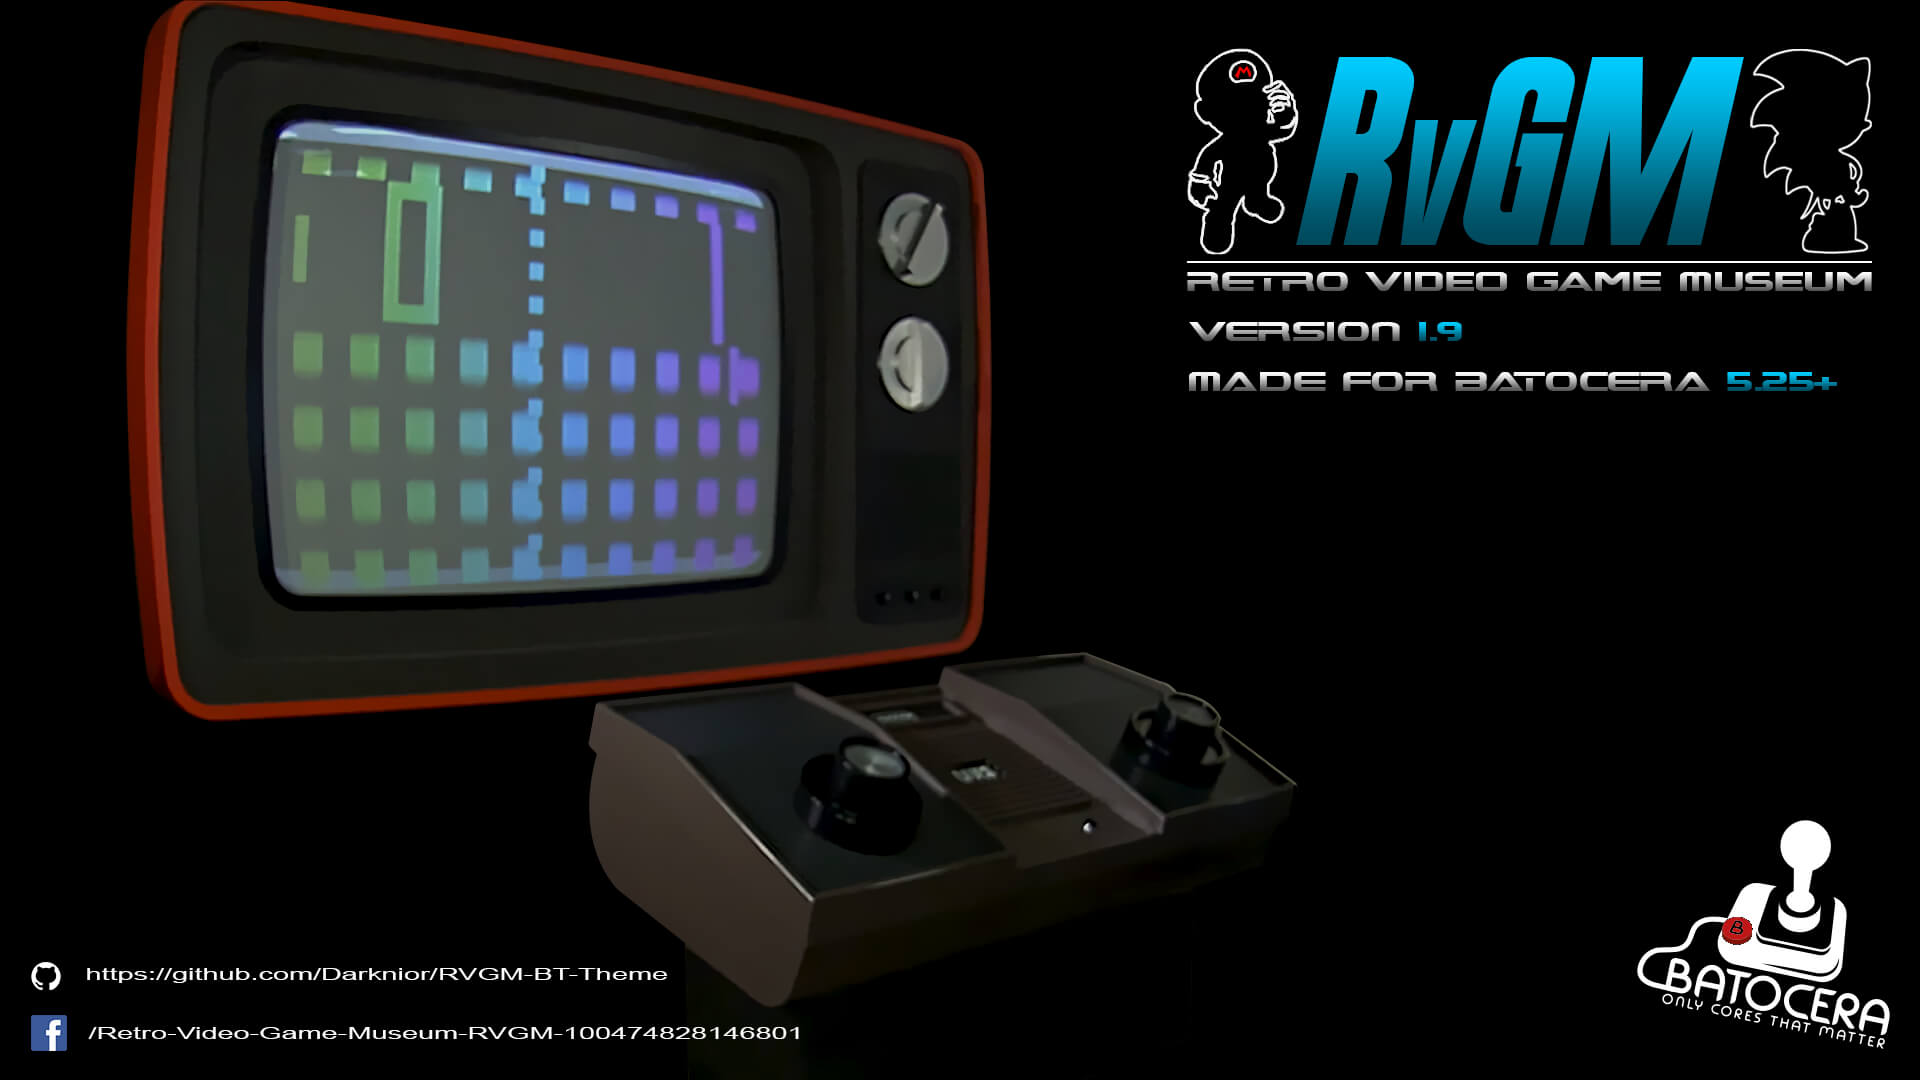 M
RVGM
RETRO VIDEO GAME MUSEUM
VERSION 1.9
MADE FOR BATOCERA 5.25+
B
BATOCERA
ONLY CORES THAT MATTER
https://github.com/Darknior/RVGM-BT-Theme
/Retro-Video-Game-Museum-RVGM-100474828146801